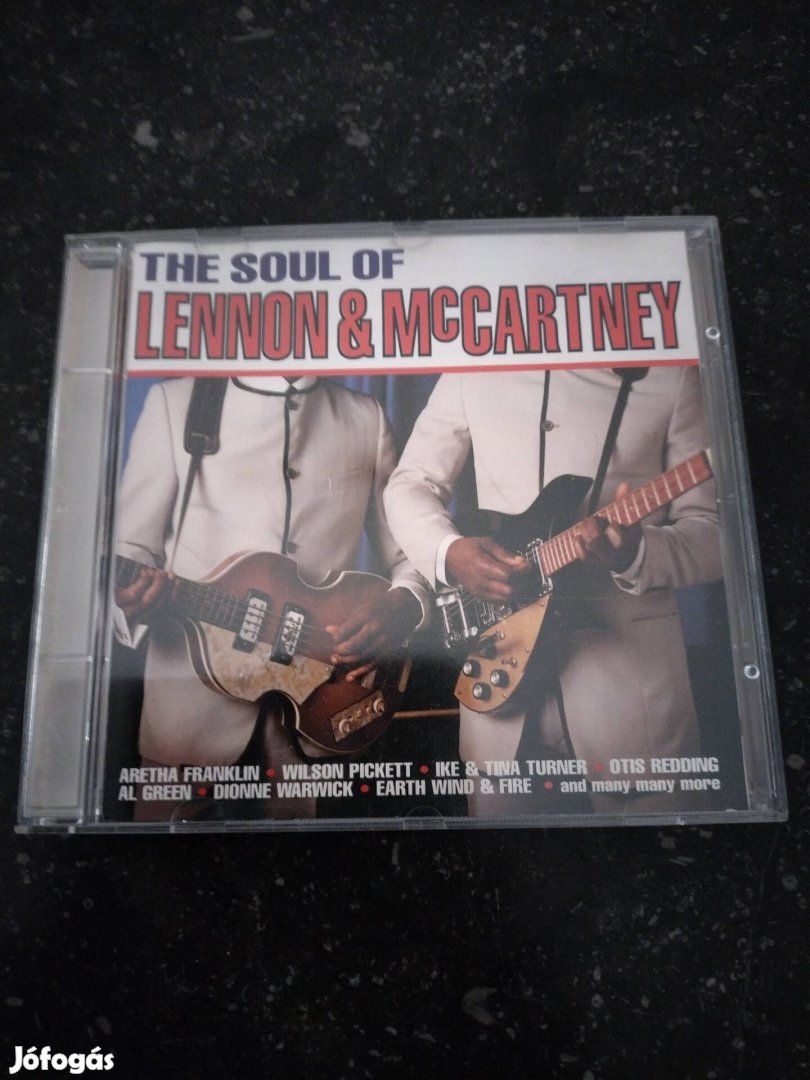 THE SOUL OF
LENNON & McCARTNEY
ARETHA FRANKLIN • WILSON PICKETT • IKE & TINA TURNER • OTIS REDDING
AL GREEN • DIONNE WARWICK • EARTH WIND & FIRE • and many many more
Jófogás